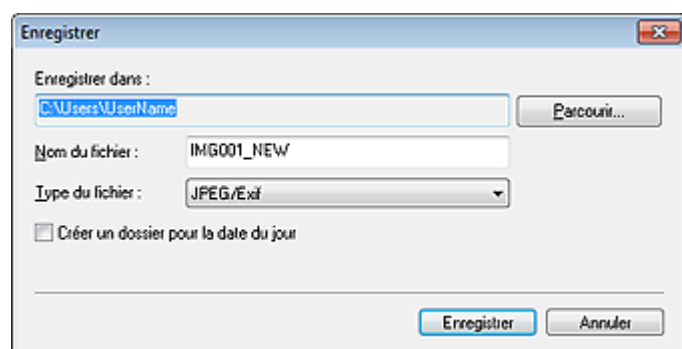 Enregistrer
Enregistrer dans :
C:\Users\UserName
Parcourir...
Nom du fichier :
IMG001_NEW
Type du fichier :
JPEG/Exif
Créer un dossier pour la date du jour
Enregistrer
Annuler